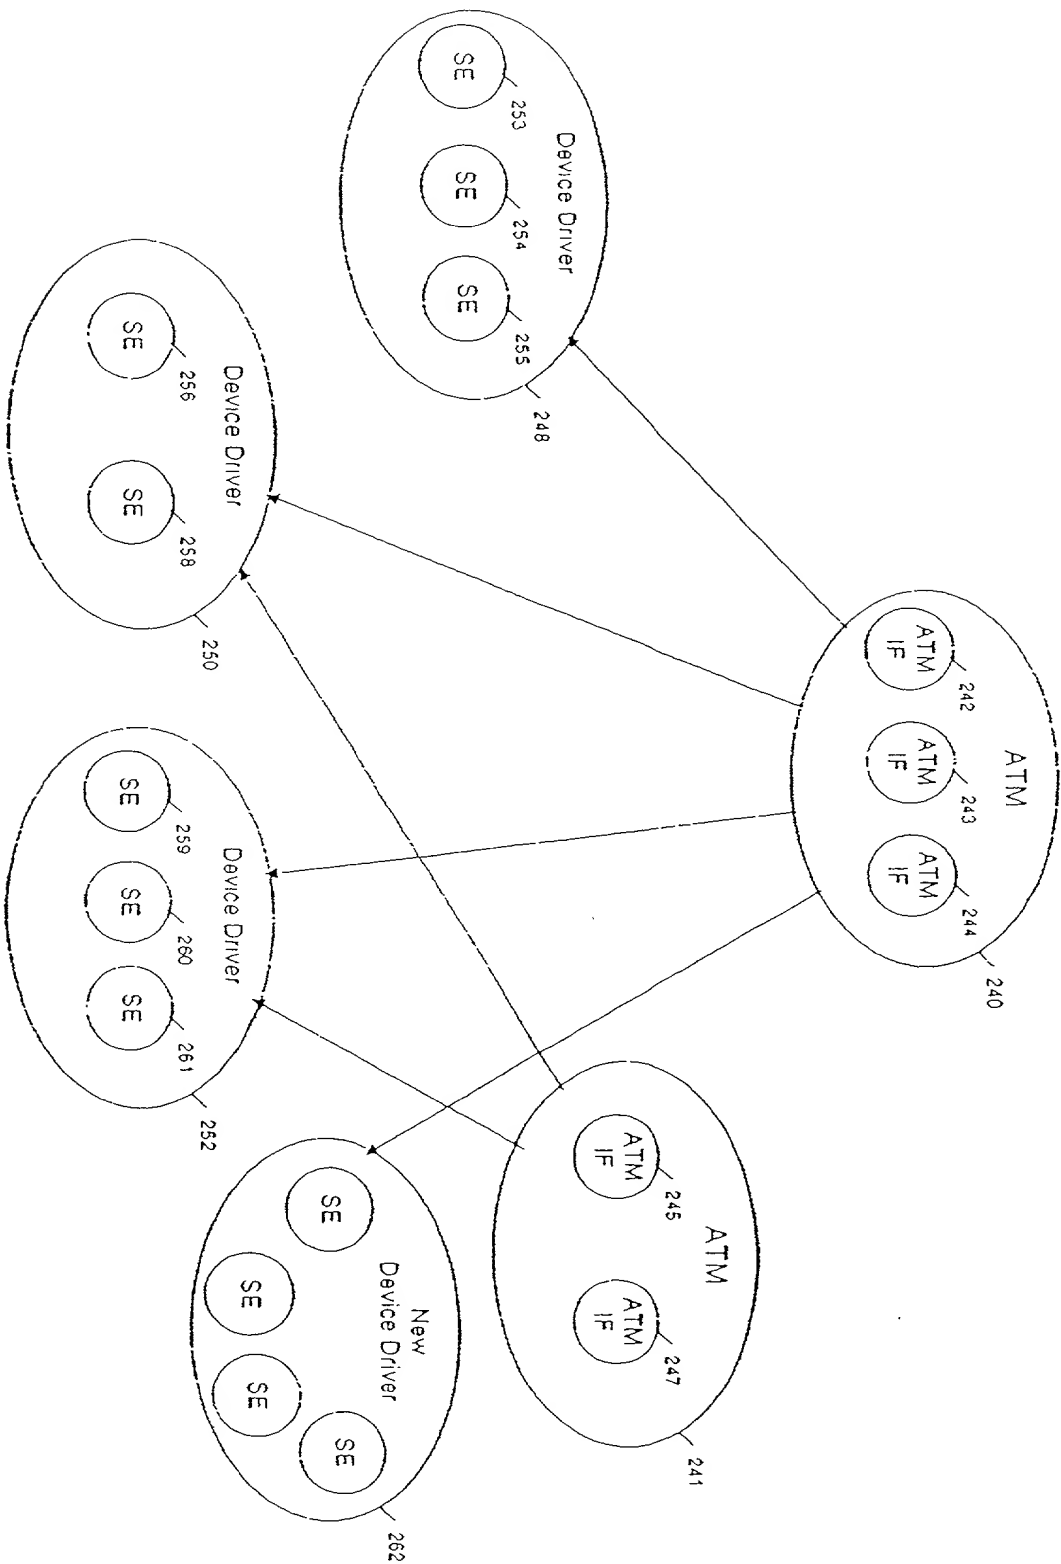 ATM
ATM
IF
242
ATM
IF
243
ATM
IF
244
240
ATM
ATM
IF
245
ATM
IF
247
241
Device Driver
SE
253
SE
254
SE
255
248
Device Driver
SE
256
SE
258
250
Device Driver
SE
259
SE
260
SE
261
252
New
Device Driver
SE
SE
SE
SE
262